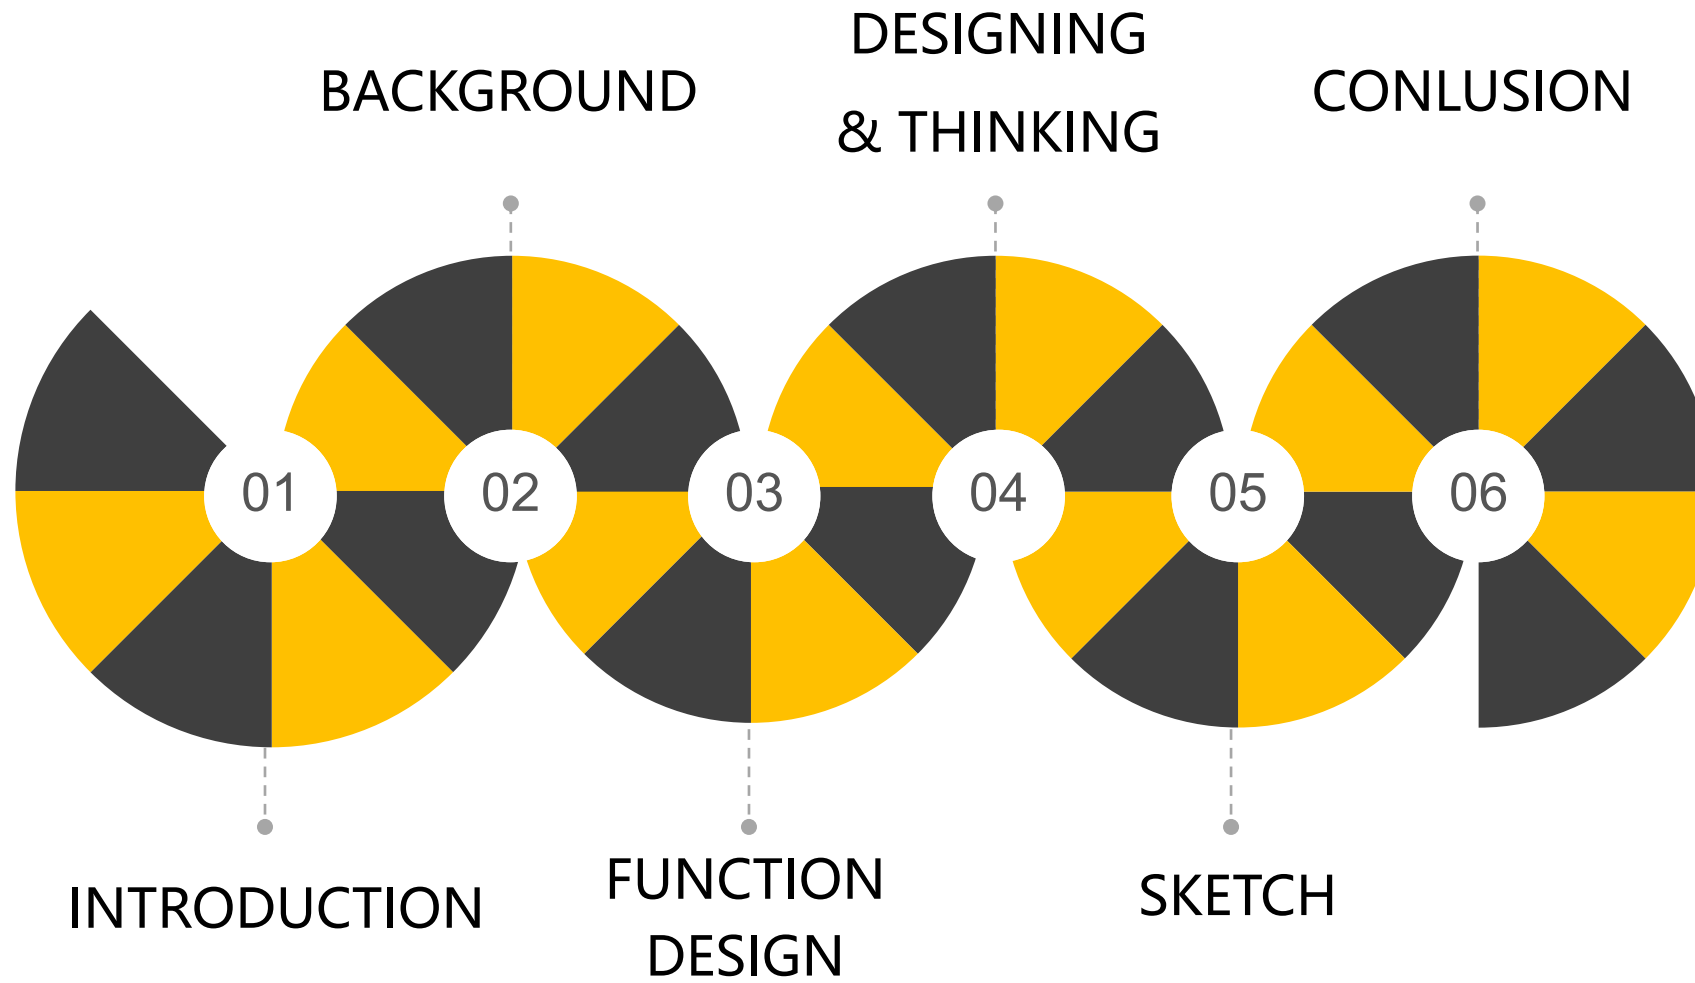 DESIGNING
& THINKING
BACKGROUND
CONLUSION
01
02
03
04
05
06
INTRODUCTION
FUNCTION
DESIGN
SKETCH